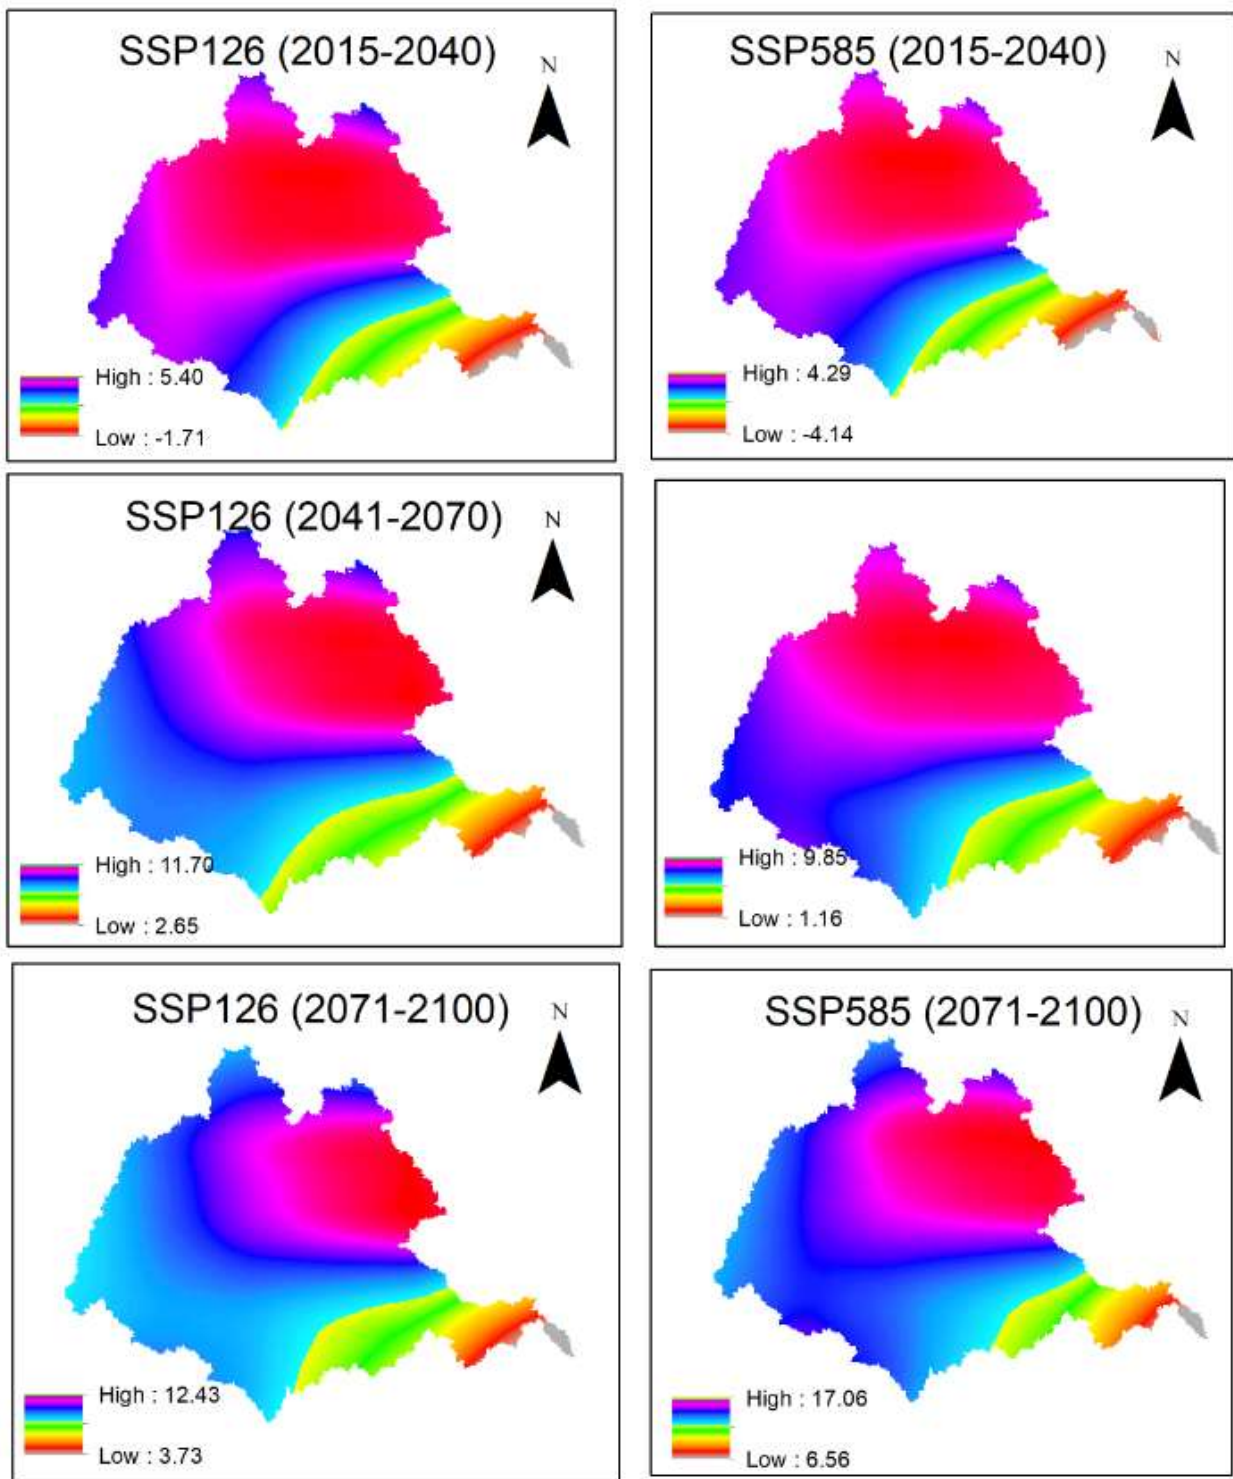 SSP126 (2015-2040)
N
High : 5.40
Low : -1.71
SSP585 (2015-2040)
N
High : 4.29
Low : -4.14
SSP126 (2041-2070)
N
High : 11.70
Low : 2.65
High : 9.85
Low : 1.16
SSP126 (2071-2100)
N
High : 12.43
Low : 3.73
SSP585 (2071-2100)
N
High : 17.06
Low : 6.56